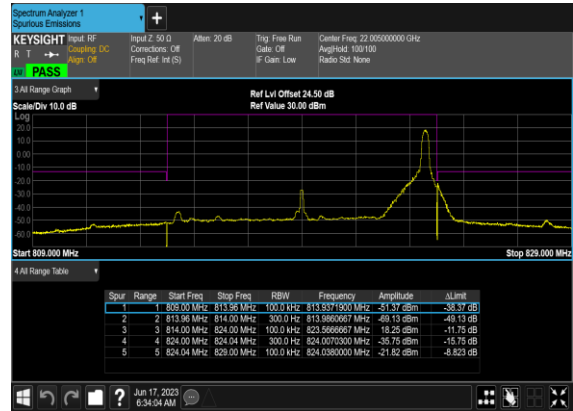 Spectrum Analyzer 1
Spurious Emissions
+
KEYSIGHT Input: RF Input Z: 50 Ω Atten: 20 dB Trig: Free Run Center Freq: 22.005000000 GHz
R T Coupling: DC Corrections: Off Gate: Off Avg|Hold: 100/100
Align: Off Freq Ref: Int (S) IF Gain: Low Radio Std: None
PASS
3 All Range Graph
Ref Lvl Offset 24.50 dB
Scale/Div 10.0 dB Ref Value 30.00 dBm
Log
20.0
10.0
0.00
-10.0
-20.0
-30.0
-40.0
-50.0
-60.0
Start 809.000 MHz Stop 829.000 MHz
4 All Range Table
Spur Range Start Freq Stop Freq RBW Frequency Amplitude ΔLimit
1 1 809.00 MHz 813.96 MHz 100.0 kHz 813.9371900 MHz -51.37 dBm -38.37 dB
2 2 813.96 MHz 814.00 MHz 300.0 Hz 813.9860667 MHz -69.13 dBm -49.13 dB
3 3 814.00 MHz 824.00 MHz 100.0 kHz 823.5666667 MHz 18.25 dBm -11.75 dB
4 4 824.00 MHz 824.04 MHz 300.0 Hz 824.0070300 MHz -35.75 dBm -15.75 dB
5 5 824.04 MHz 829.00 MHz 100.0 kHz 824.0380000 MHz -21.82 dBm -8.823 dB
?
Jun 17, 2023
6:34:04 AM